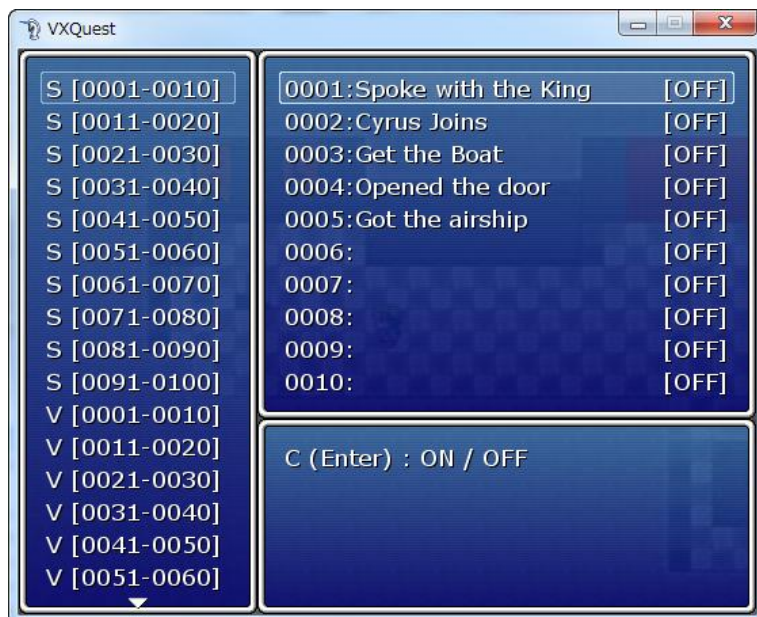 VXQuest
S [0001-0010]
S [0011-0020]
S [0021-0030]
S [0031-0040]
S [0041-0050]
S [0051-0060]
S [0061-0070]
S [0071-0080]
S [0081-0090]
S [0091-0100]
V [0001-0010]
V [0011-0020]
V [0021-0030]
V [0031-0040]
V [0041-0050]
V [0051-0060]
0001:Spoke with the King [OFF]
0002:Cyrus Joins [OFF]
0003:Get the Boat [OFF]
0004:Opened the door [OFF]
0005:Got the airship [OFF]
0006: [OFF]
0007: [OFF]
0008: [OFF]
0009: [OFF]
0010: [OFF]
C (Enter) : ON / OFF